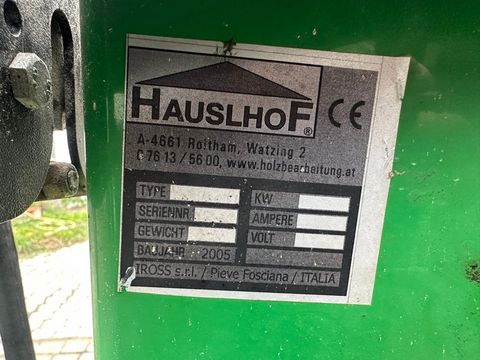 HAUSLHOF ® CE
A-4661 Roitham, Watzing 2
0 76 13 / 56 00, www.holzbearbeitung.at
TYPE KW
SERIENNR. AMPERE
GEWICHT VOLT
BAUJAHR 2005
IROSS s.r.l. / Pieve Fosciana / ITALIA